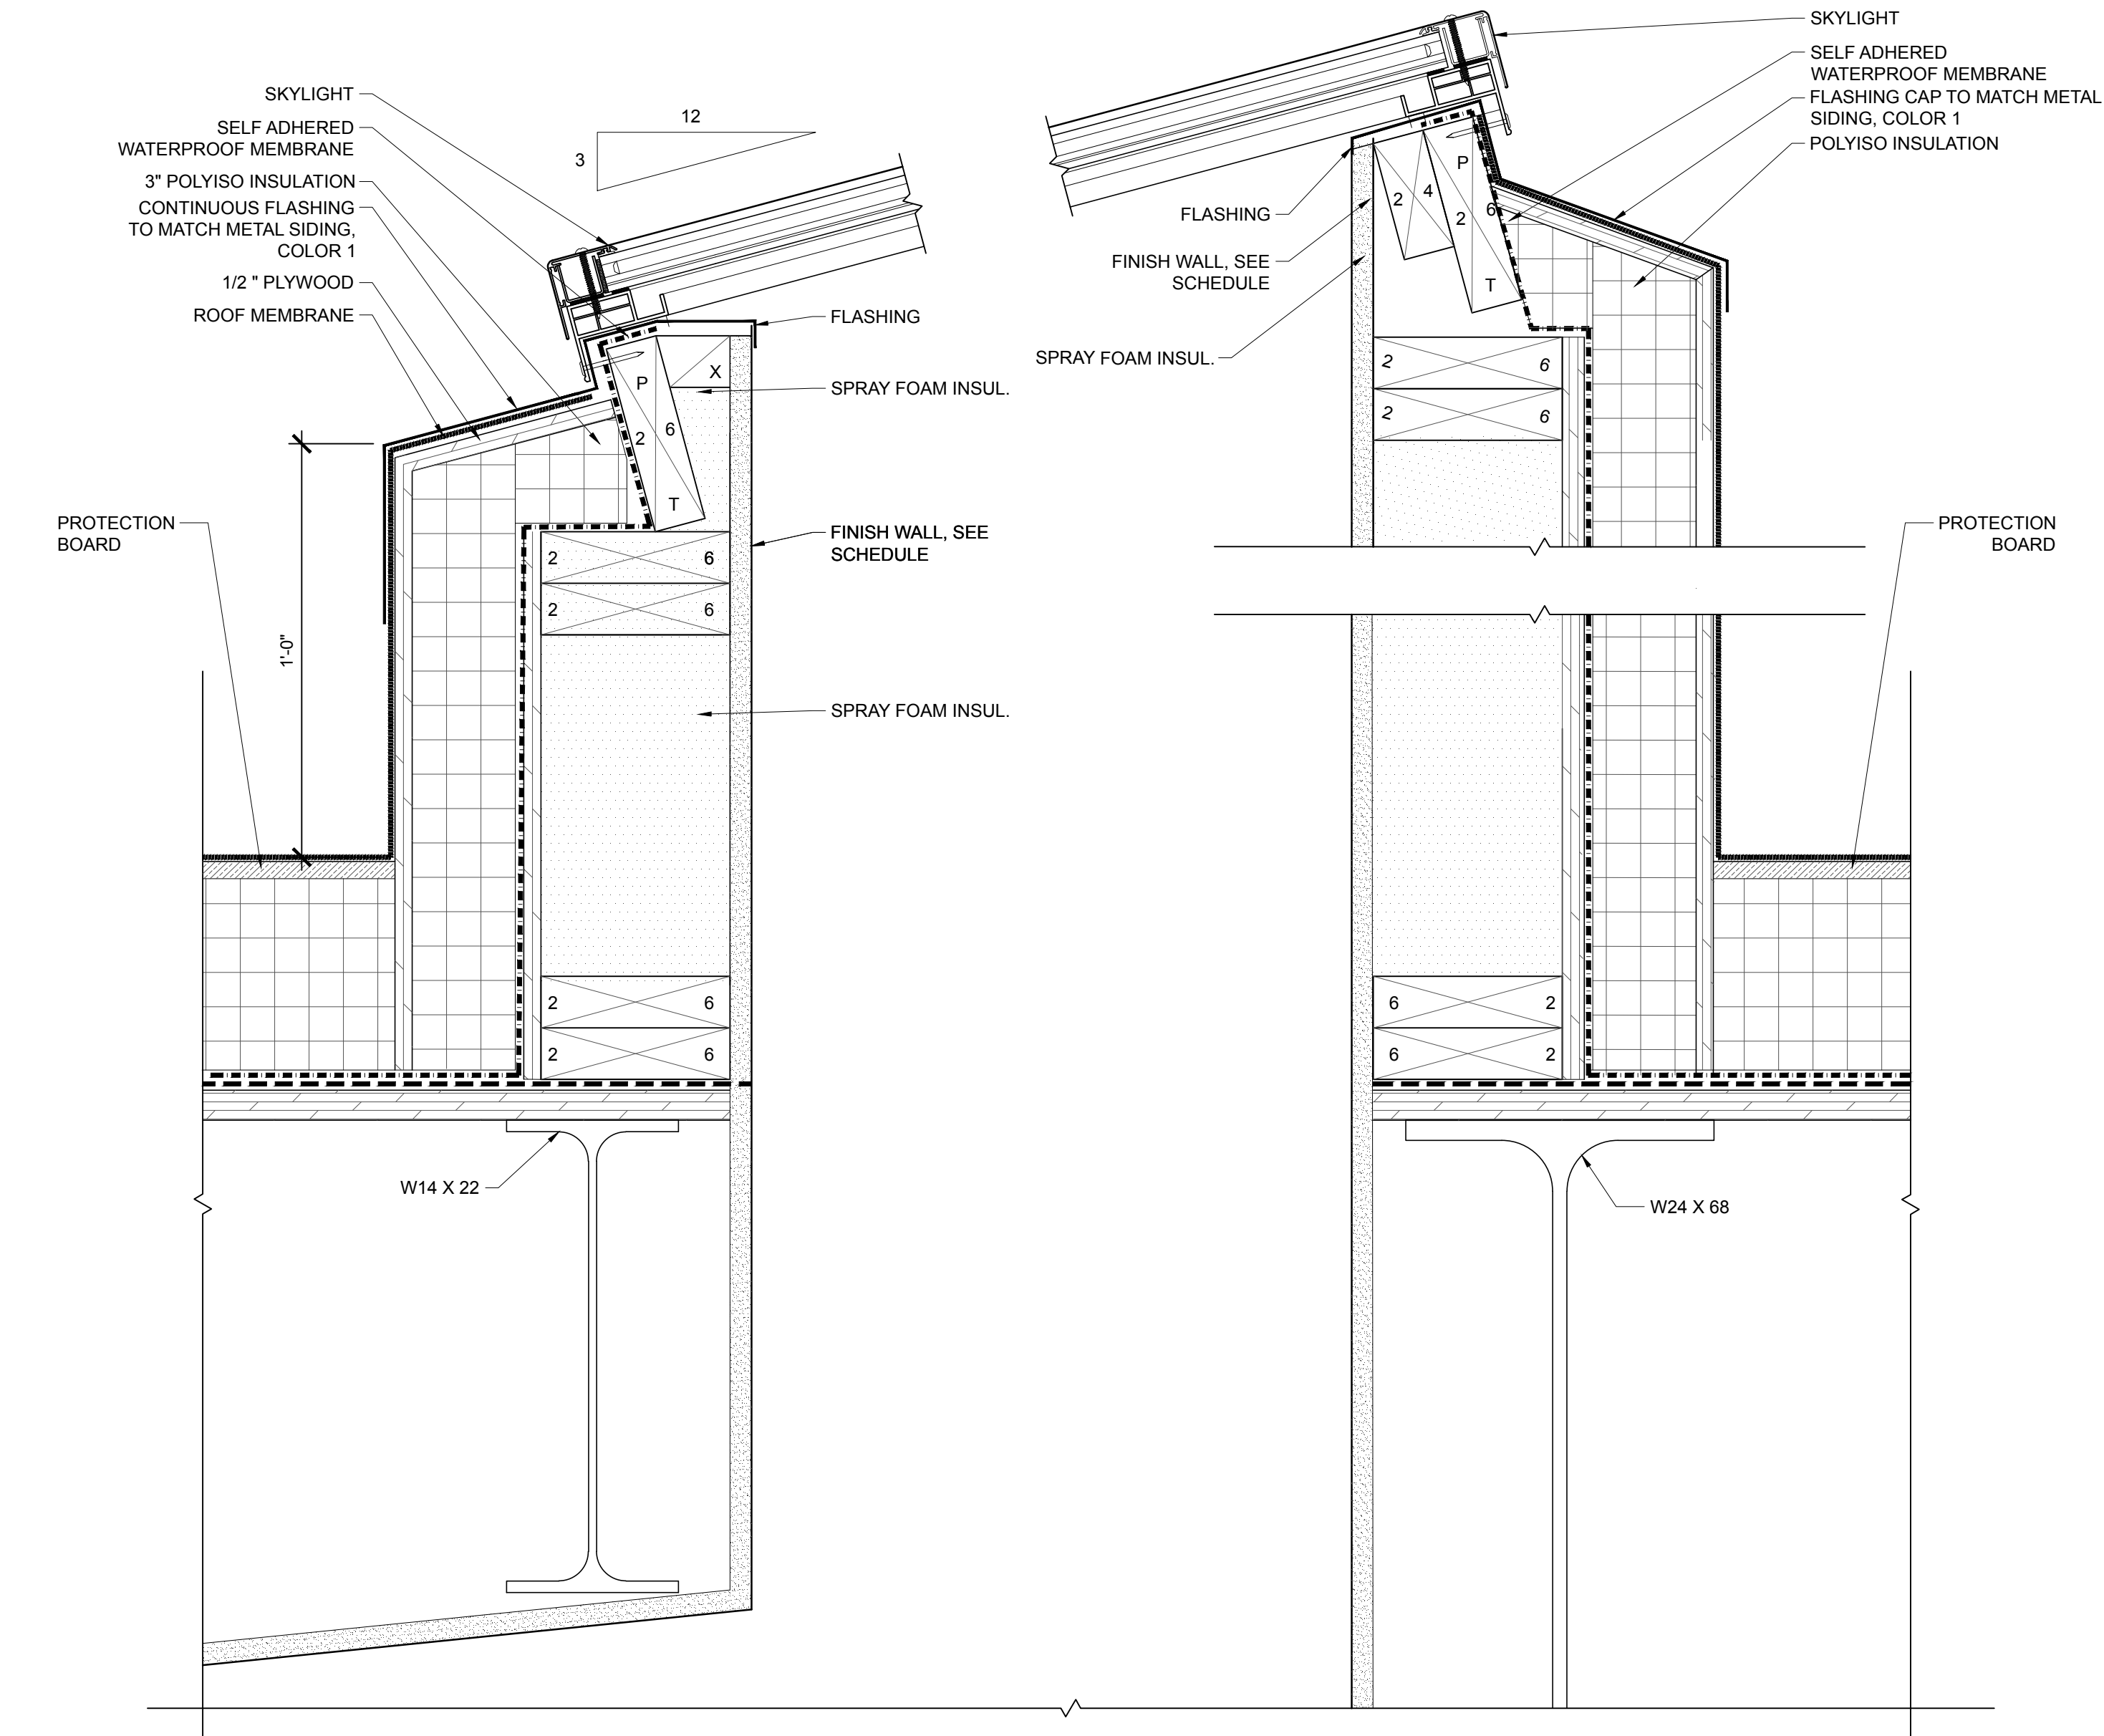 SKYLIGHT
SELF ADHERED
WATERPROOF MEMBRANE
3" POLYISO INSULATION
CONTINUOUS FLASHING
TO MATCH METAL SIDING,
COLOR 1
1/2 " PLYWOOD
ROOF MEMBRANE
12
3
FLASHING
X
SPRAY FOAM INSUL.
P
2 6
T
PROTECTION
BOARD
FINISH WALL, SEE
SCHEDULE
2 6
2 6
1'-0"
SPRAY FOAM INSUL.
2 6
2 6
W14 X 22
SKYLIGHT
SELF ADHERED
WATERPROOF MEMBRANE
FLASHING CAP TO MATCH METAL
SIDING, COLOR 1
POLYISO INSULATION
FLASHING
FINISH WALL, SEE
SCHEDULE
SPRAY FOAM INSUL.
2 4
P
2 6
T
2 6
2 6
PROTECTION
BOARD
6 2
6 2
W24 X 68